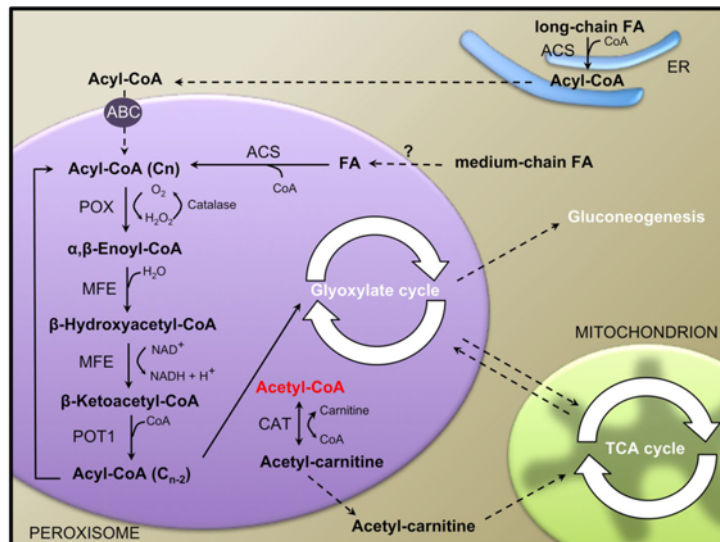 long-chain FA
ACS
CoA
ER
Acyl-CoA
Acyl-CoA
ABC
Acyl-CoA (Cn)
ACS
CoA
FA
?
medium-chain FA
POX
O₂
H₂O₂
Catalase
α,β-Enoyl-CoA
MFE
H₂O
β-Hydroxyacetyl-CoA
MFE
NAD⁺
NADH + H⁺
β-Ketoacetyl-CoA
POT1
CoA
Acyl-CoA (Cₙ₋₂)
Glyoxylate cycle
Gluconeogenesis
Acetyl-CoA
CAT
Carnitine
CoA
Acetyl-carnitine
Acetyl-carnitine
MITOCHONDRION
TCA cycle
PEROXISOME